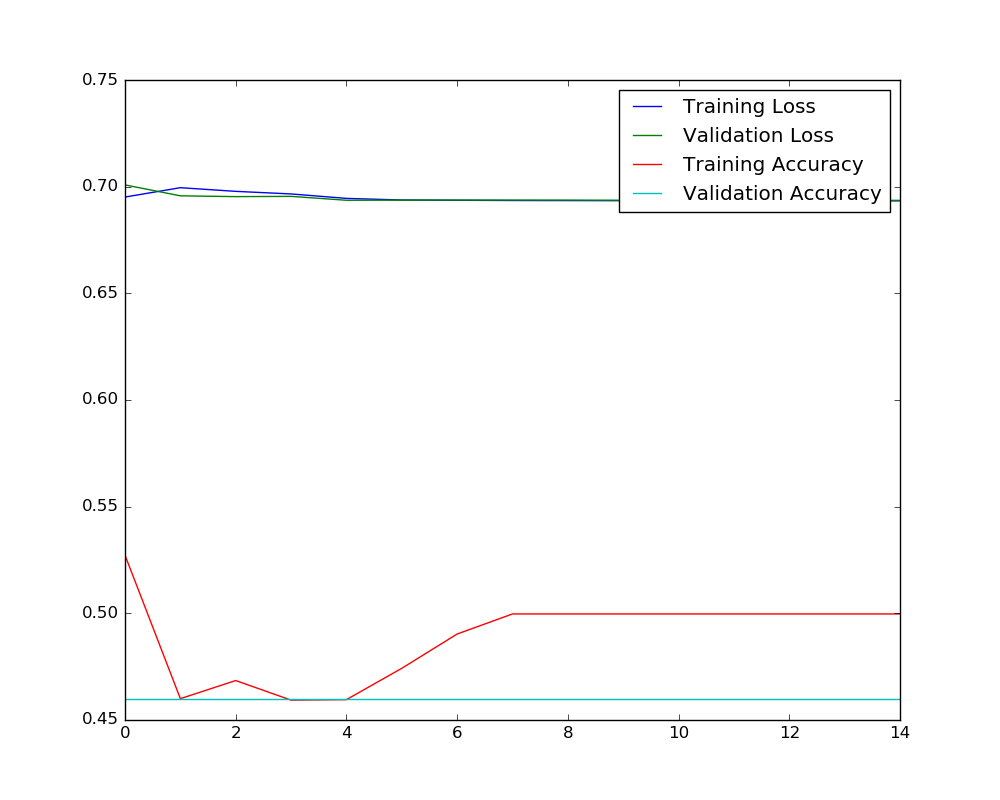 0.75
0.70
0.65
0.60
0.55
0.50
0.45
0 2 4 6 8 10 12 14
Training Loss
Validation Loss
Training Accuracy
Validation Accuracy